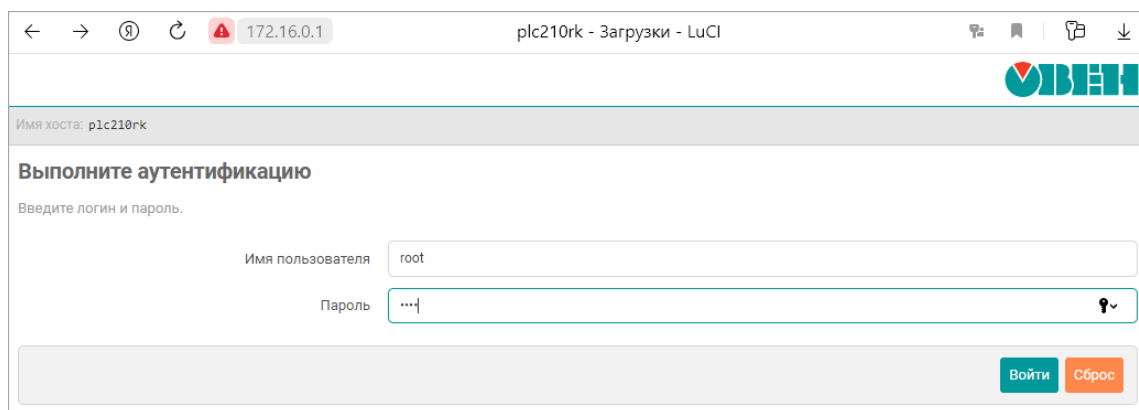 172.16.0.1 plc210rk - Загрузки - LuCI
ОВЕН
Имя хоста: plc210rk
Выполните аутентификацию
Введите логин и пароль.
Имя пользователя root
Пароль ••••
Войти Сброс